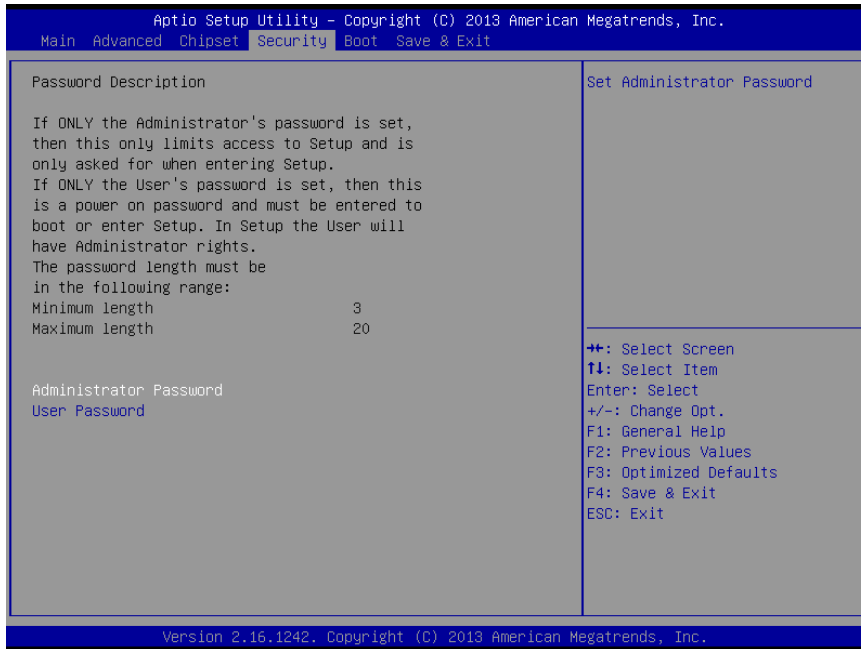 Aptio Setup Utility – Copyright (C) 2013 American Megatrends, Inc.
Main Advanced Chipset Security Boot Save & Exit
Password Description
If ONLY the Administrator's password is set,
then this only limits access to Setup and is
only asked for when entering Setup.
If ONLY the User's password is set, then this
is a power on password and must be entered to
boot or enter Setup. In Setup the User will
have Administrator rights.
The password length must be
in the following range:
Minimum length 3
Maximum length 20
Administrator Password
User Password
Set Administrator Password
→←: Select Screen
↑↓: Select Item
Enter: Select
+/-: Change Opt.
F1: General Help
F2: Previous Values
F3: Optimized Defaults
F4: Save & Exit
ESC: Exit
Version 2.16.1242. Copyright (C) 2013 American Megatrends, Inc.